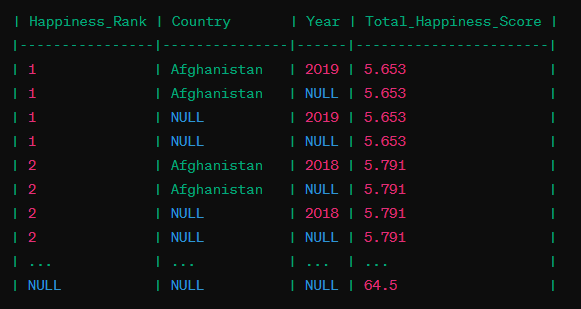 | Happiness_Rank | Country       | Year | Total_Happiness_Score |
|----------------|---------------|------|-----------------------|
| 1              | Afghanistan   | 2019 | 5.653                 |
| 1              | Afghanistan   | NULL | 5.653                 |
| 1              | NULL          | 2019 | 5.653                 |
| 1              | NULL          | NULL | 5.653                 |
| 2              | Afghanistan   | 2018 | 5.791                 |
| 2              | Afghanistan   | NULL | 5.791                 |
| 2              | NULL          | 2018 | 5.791                 |
| 2              | NULL          | NULL | 5.791                 |
| ...            | ...           | ...  | ...                   |
| NULL           | NULL          | NULL | 64.5                  |